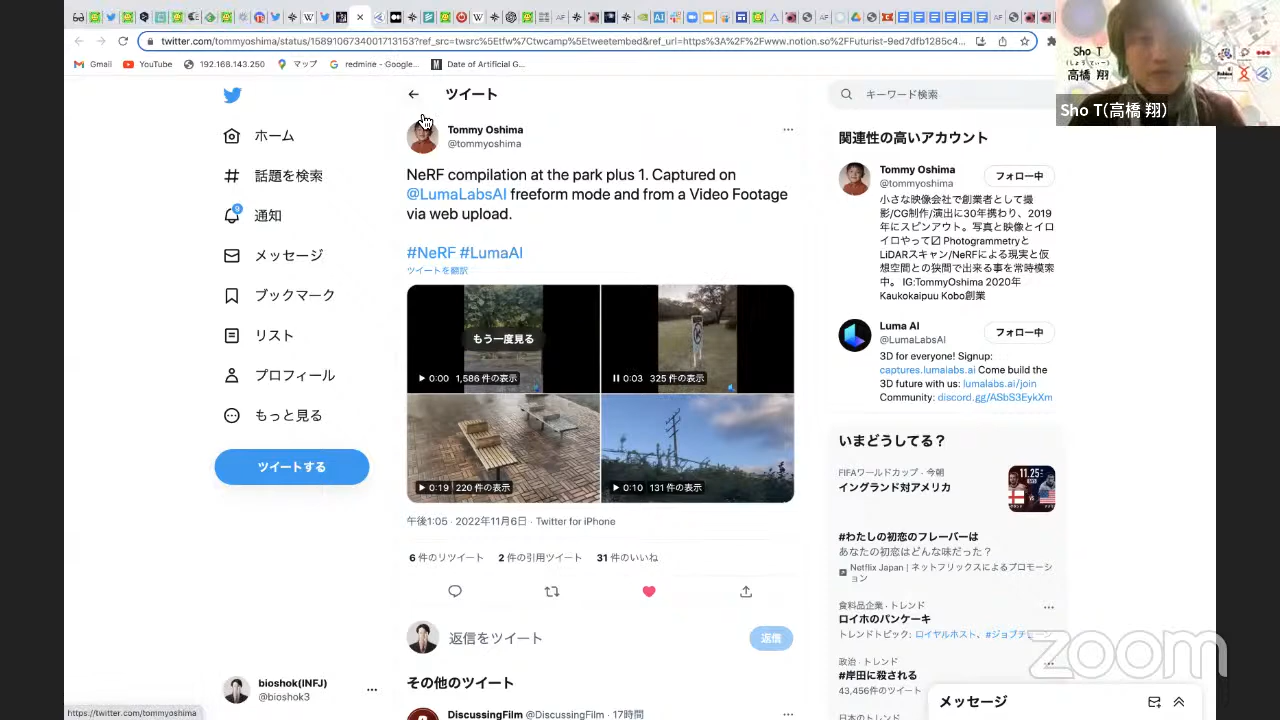 twitter.com/tommyoshima/status/1589106734001713153?ref_src=twsrc%5Etfw%7Ctwcamp%5Etweetembed&ref_url=https%3A%2F%2Fwww.notion.so%2FFuturist-9ed7dfb1285c4...
Gmail
YouTube
192.168.143.250
マップ
redmine - Google...
Date of Artificial G...
Sho T
(しょうてぃー)
高橋 翔
Sho T(高橋 翔)
ホーム
話題を検索
通知
メッセージ
ブックマーク
リスト
プロフィール
もっと見る
ツイートする
bioshok(INFJ)
@bioshok3
https://twitter.com/tommyoshima
ツイート
Tommy Oshima
@tommyoshima
NeRF compilation at the park plus 1. Captured on
@LumaLabsAI freeform mode and from a Video Footage
via web upload.
#NeRF #LumaAI
ツイートを翻訳
もう一度見る
0:00 1,586 件の表示
0:03 325 件の表示
0:19 220 件の表示
0:10 131 件の表示
午後1:05 · 2022年11月6日 · Twitter for iPhone
6 件のリツイート 2 件の引用ツイート 31 件のいいね
返信をツイート
返信
その他のツイート
DiscussingFilm @DiscussingFilm · 17時間
キーワード検索
関連性の高いアカウント
Tommy Oshima
@tommyoshima
フォロー中
小さな映像会社で創業者として撮
影/CG制作/演出に30年携わり、2019
年にスピンアウト。写真と映像とイロ
イロやって〼 Photogrammetryと
LiDARスキャン/NeRFによる現実と仮
想空間との狭間で出来る事を常時模索
中。 IG:TommyOshima 2020年
Kaukokaipuu Kobo創業
Luma AI
@LumaLabsAI
フォロー中
3D for everyone! Signup:
captures.lumalabs.ai Come build the
3D future with us: lumalabs.ai/join
Community: discord.gg/ASbS3EykXm
いまどうしてる？
FIFAワールドカップ · 今朝
イングランド対アメリカ
11.25
#わたしの初恋のフレーバーは
あなたの初恋はどんな味だった？
Netflix Japan | ネットフリックスによるプロモーシ
ョン
食料品企業 · トレンド
ロイホのパンケーキ
トレンドトピック: ロイヤルホスト、#ジョブチューン
政治 · トレンド
#岸田に殺される
43,456件のツイート
日本のトレンド
メッセージ
zoom